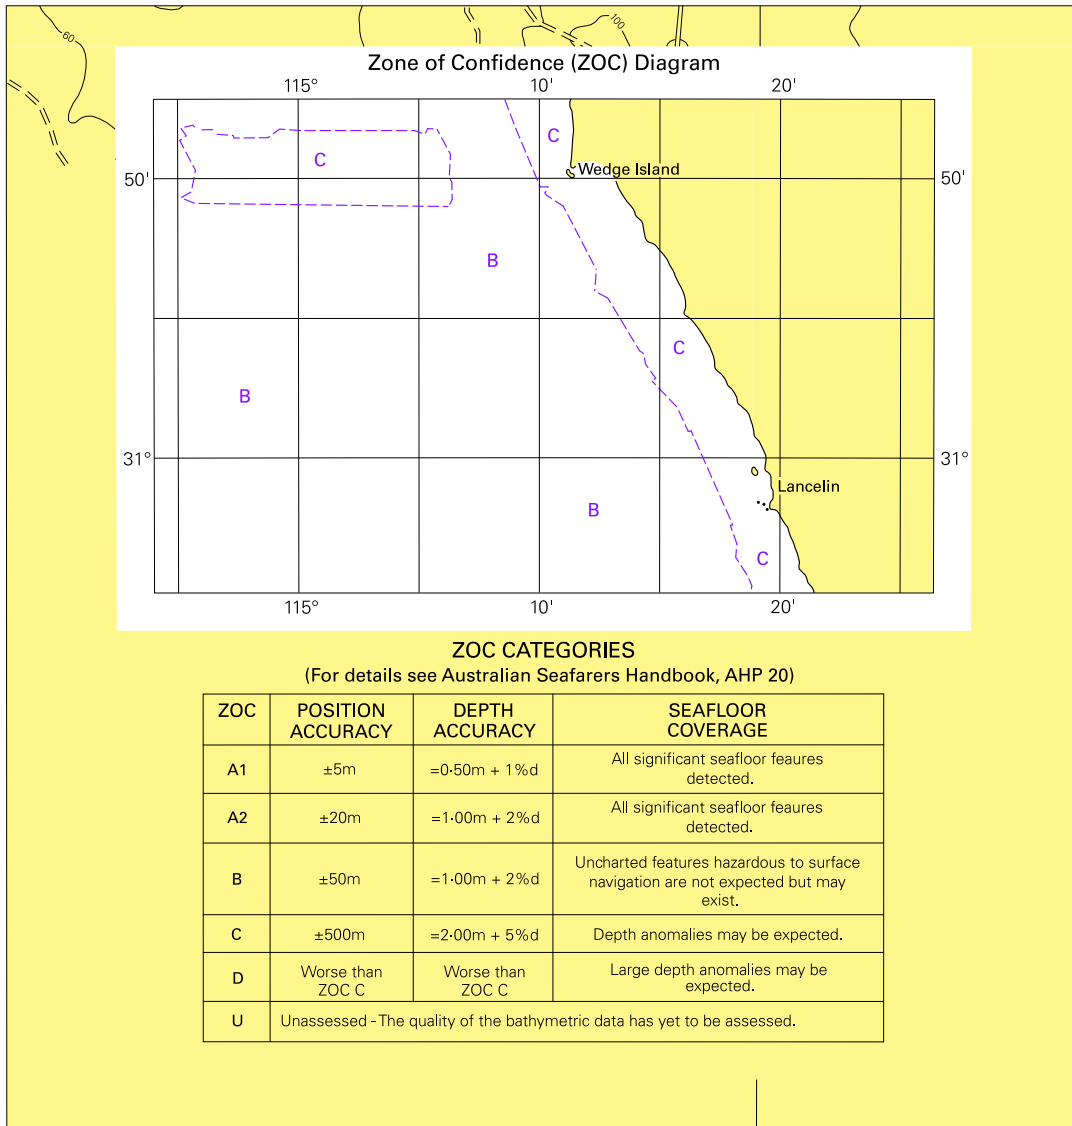 60
100
Zone of Confidence (ZOC) Diagram
115° 10' 20'
C
C
Wedge Island
50' 50'
B
C
B
31° 31°
Lancelin
B
C
115° 10' 20'
ZOC CATEGORIES
(For details see Australian Seafarers Handbook, AHP 20)
ZOC POSITION ACCURACY DEPTH ACCURACY SEAFLOOR COVERAGE
A1 ±5m =0·50m + 1%d All significant seafloor feaures
detected.
A2 ±20m =1·00m + 2%d All significant seafloor feaures
detected.
B ±50m =1·00m + 2%d Uncharted features hazardous to surface
navigation are not expected but may
exist.
C ±500m =2·00m + 5%d Depth anomalies may be expected.
D Worse than ZOC C Worse than ZOC C Large depth anomalies may be
expected.
U Unassessed - The quality of the bathymetric data has yet to be assessed.